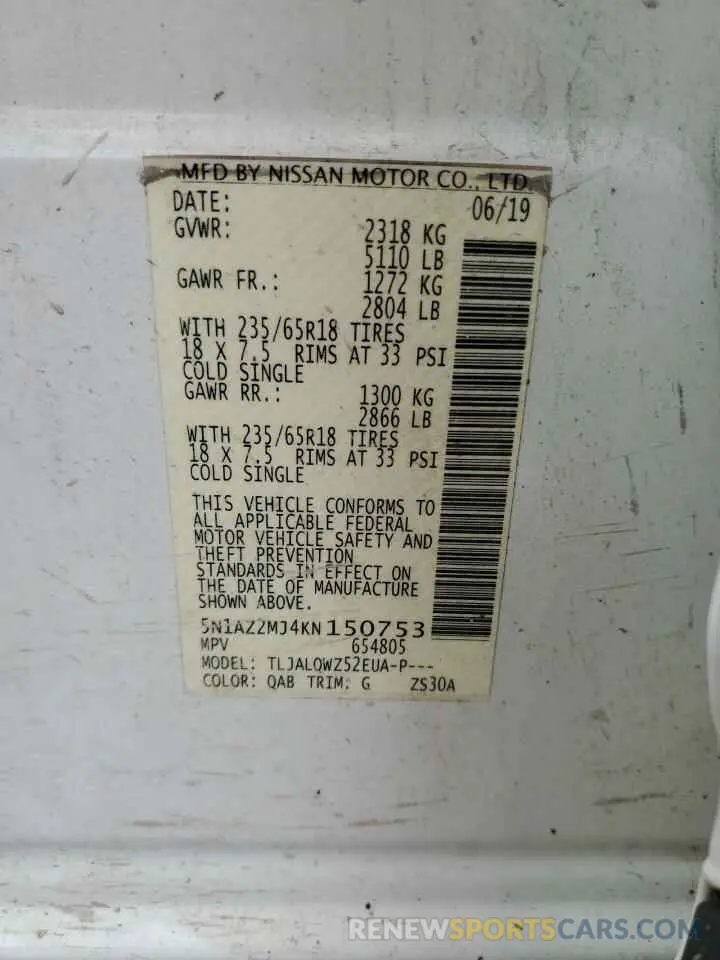 MFD BY NISSAN MOTOR CO., LTD.
DATE: 06/19
GVWR: 2318 KG
5110 LB
GAWR FR.: 1272 KG
2804 LB
WITH 235/65R18 TIRES
18 X 7.5 RIMS AT 33 PSI
COLD SINGLE
GAWR RR.: 1300 KG
2866 LB
WITH 235/65R18 TIRES
18 X 7.5 RIMS AT 33 PSI
COLD SINGLE
THIS VEHICLE CONFORMS TO
ALL APPLICABLE FEDERAL
MOTOR VEHICLE SAFETY AND
THEFT PREVENTION
STANDARDS IN EFFECT ON
THE DATE OF MANUFACTURE
SHOWN ABOVE.
5N1AZ2MJ4KN150753
MPV 654805
MODEL: TLJALQWZ52EUA-P---
COLOR: QAB TRIM: G ZS30A
RENEWSPORTSCARS.COM